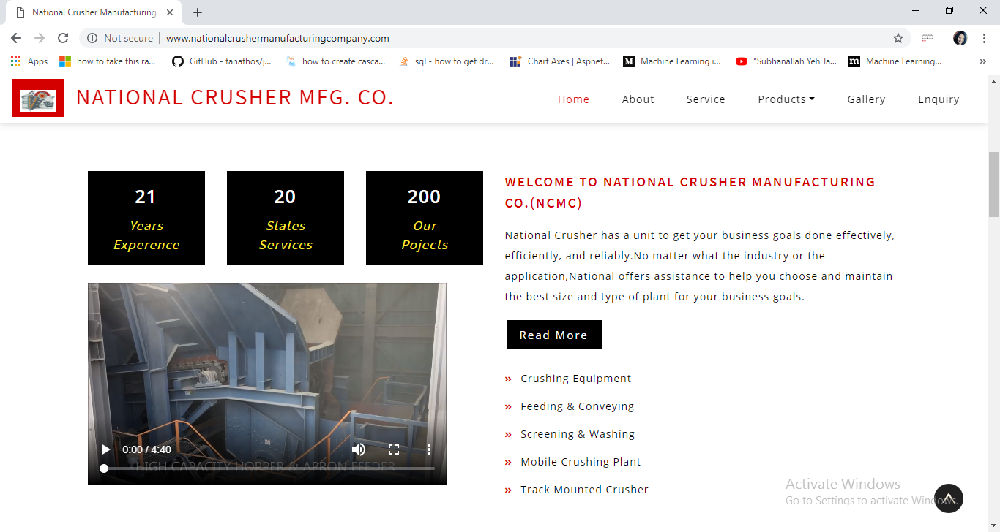 National Crusher Manufacturing
Not secure
www.nationalcrushermanufacturingcompany.com
Apps
how to take this ra...
GitHub - tanathos/j...
how to create casca...
sql - how to get dr...
Chart Axes | Aspnet...
Machine Learning i...
"Subhanallah Yeh Ja...
Machine Learning...
»
NATIONAL CRUSHER MFG. CO.
Home
About
Service
Products
Gallery
Enquiry
21
Years
Experence
20
States
Services
200
Our
Pojects
0:00 / 4:40
HIGH CAPACITY HOPPER & APRON FEEDER
WELCOME TO NATIONAL CRUSHER MANUFACTURING
CO.(NCMC)
National Crusher has a unit to get your business goals done effectively,
efficiently, and reliably.No matter what the industry or the
application,National offers assistance to help you choose and maintain
the best size and type of plant for your business goals.
Read More
» Crushing Equipment
» Feeding & Conveying
» Screening & Washing
» Mobile Crushing Plant
» Track Mounted Crusher
Activate Windows
Go to Settings to activate Windows.